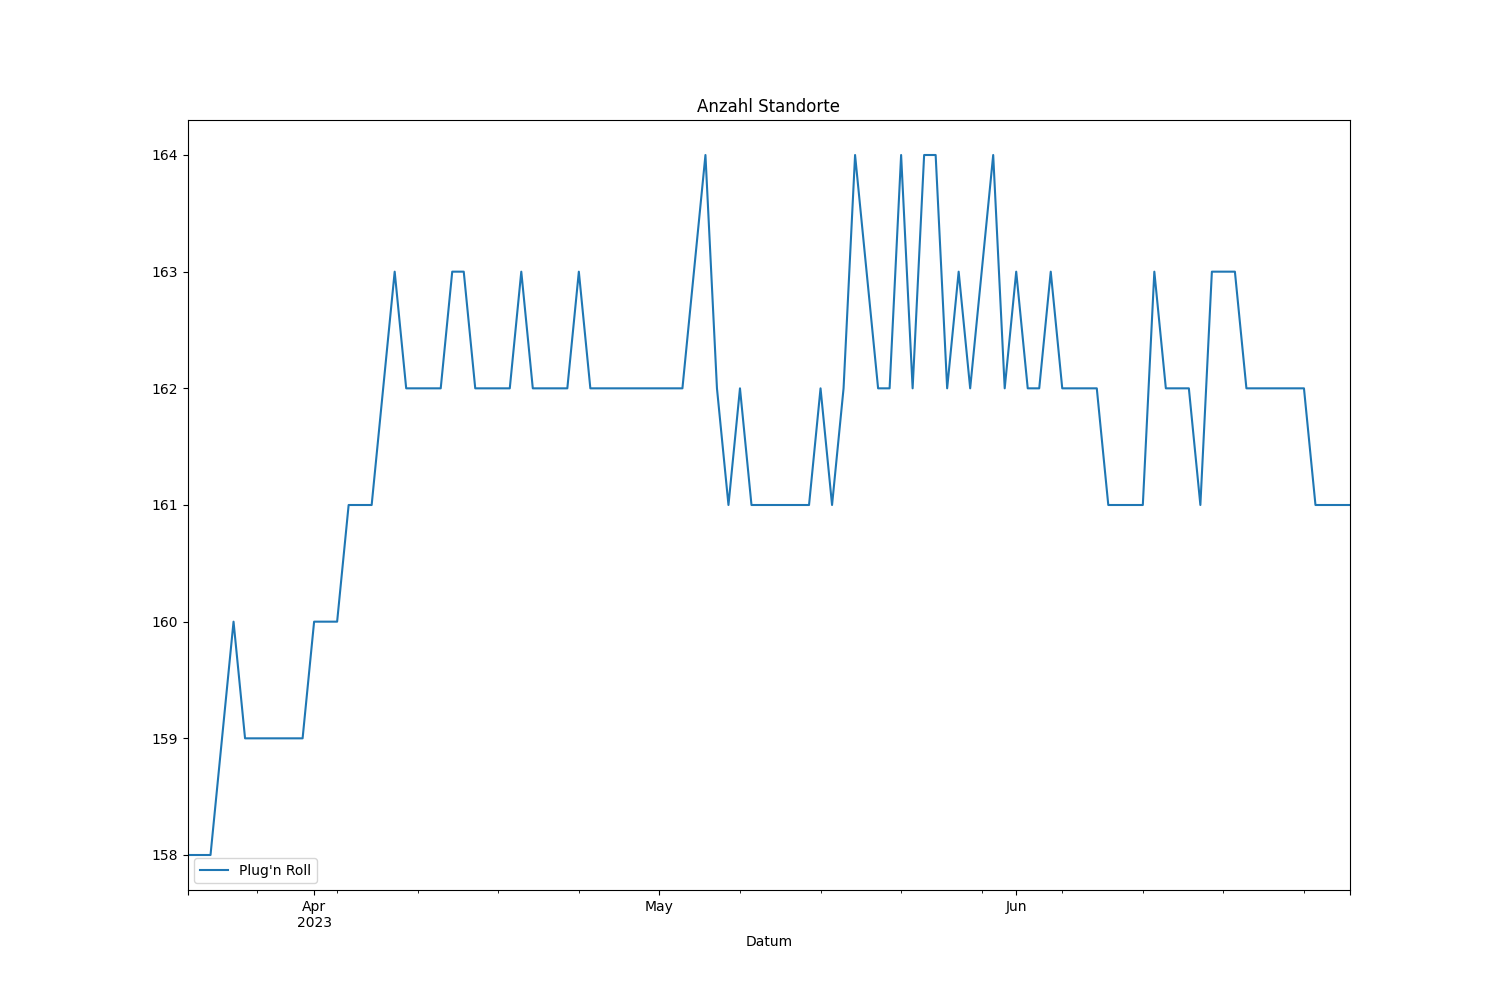 Anzahl Standorte
164
163
162
161
160
159
158
Plug'n Roll
Apr
2023
May
Jun
Datum